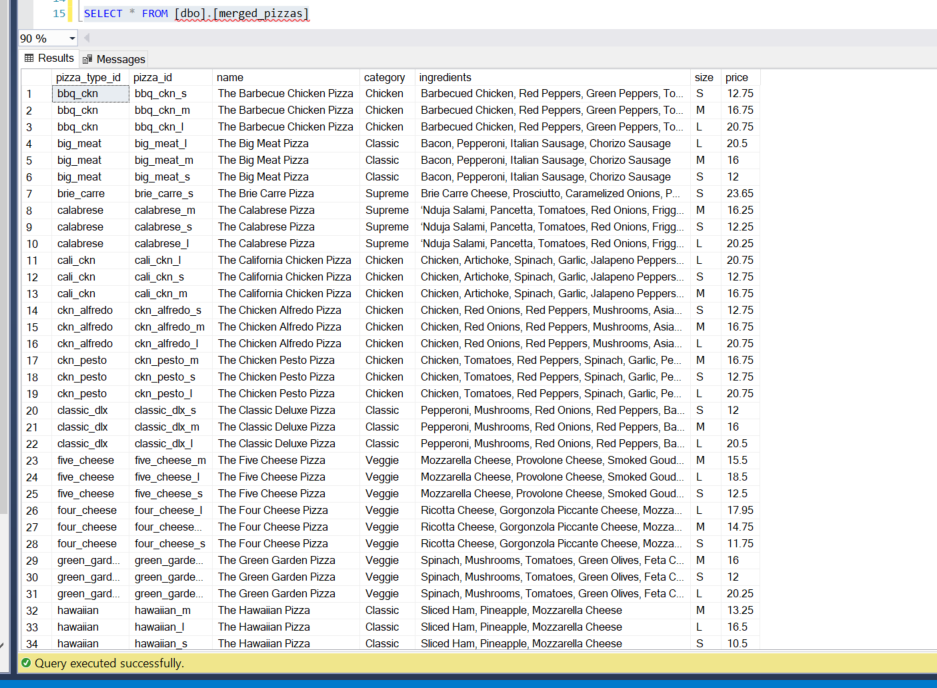 14
15 SELECT * FROM [dbo].[merged_pizzas]
90 %
Results Messages
pizza_type_id pizza_id name category ingredients size price
1 bbq_ckn bbq_ckn_s The Barbecue Chicken Pizza Chicken Barbecued Chicken, Red Peppers, Green Peppers, To... S 12.75
2 bbq_ckn bbq_ckn_m The Barbecue Chicken Pizza Chicken Barbecued Chicken, Red Peppers, Green Peppers, To... M 16.75
3 bbq_ckn bbq_ckn_l The Barbecue Chicken Pizza Chicken Barbecued Chicken, Red Peppers, Green Peppers, To... L 20.75
4 big_meat big_meat_l The Big Meat Pizza Classic Bacon, Pepperoni, Italian Sausage, Chorizo Sausage L 20.5
5 big_meat big_meat_m The Big Meat Pizza Classic Bacon, Pepperoni, Italian Sausage, Chorizo Sausage M 16
6 big_meat big_meat_s The Big Meat Pizza Classic Bacon, Pepperoni, Italian Sausage, Chorizo Sausage S 12
7 brie_carre brie_carre_s The Brie Carre Pizza Supreme Brie Carre Cheese, Prosciutto, Caramelized Onions, P... S 23.65
8 calabrese calabrese_m The Calabrese Pizza Supreme 'Nduja Salami, Pancetta, Tomatoes, Red Onions, Frigg... M 16.25
9 calabrese calabrese_s The Calabrese Pizza Supreme 'Nduja Salami, Pancetta, Tomatoes, Red Onions, Frigg... S 12.25
10 calabrese calabrese_l The Calabrese Pizza Supreme 'Nduja Salami, Pancetta, Tomatoes, Red Onions, Frigg... L 20.25
11 cali_ckn cali_ckn_l The California Chicken Pizza Chicken Chicken, Artichoke, Spinach, Garlic, Jalapeno Peppers... L 20.75
12 cali_ckn cali_ckn_s The California Chicken Pizza Chicken Chicken, Artichoke, Spinach, Garlic, Jalapeno Peppers... S 12.75
13 cali_ckn cali_ckn_m The California Chicken Pizza Chicken Chicken, Artichoke, Spinach, Garlic, Jalapeno Peppers... M 16.75
14 ckn_alfredo ckn_alfredo_s The Chicken Alfredo Pizza Chicken Chicken, Red Onions, Red Peppers, Mushrooms, Asia... S 12.75
15 ckn_alfredo ckn_alfredo_m The Chicken Alfredo Pizza Chicken Chicken, Red Onions, Red Peppers, Mushrooms, Asia... M 16.75
16 ckn_alfredo ckn_alfredo_l The Chicken Alfredo Pizza Chicken Chicken, Red Onions, Red Peppers, Mushrooms, Asia... L 20.75
17 ckn_pesto ckn_pesto_m The Chicken Pesto Pizza Chicken Chicken, Tomatoes, Red Peppers, Spinach, Garlic, Pe... M 16.75
18 ckn_pesto ckn_pesto_s The Chicken Pesto Pizza Chicken Chicken, Tomatoes, Red Peppers, Spinach, Garlic, Pe... S 12.75
19 ckn_pesto ckn_pesto_l The Chicken Pesto Pizza Chicken Chicken, Tomatoes, Red Peppers, Spinach, Garlic, Pe... L 20.75
20 classic_dlx classic_dlx_s The Classic Deluxe Pizza Classic Pepperoni, Mushrooms, Red Onions, Red Peppers, Ba... S 12
21 classic_dlx classic_dlx_m The Classic Deluxe Pizza Classic Pepperoni, Mushrooms, Red Onions, Red Peppers, Ba... M 16
22 classic_dlx classic_dlx_l The Classic Deluxe Pizza Classic Pepperoni, Mushrooms, Red Onions, Red Peppers, Ba... L 20.5
23 five_cheese five_cheese_m The Five Cheese Pizza Veggie Mozzarella Cheese, Provolone Cheese, Smoked Goud... M 15.5
24 five_cheese five_cheese_l The Five Cheese Pizza Veggie Mozzarella Cheese, Provolone Cheese, Smoked Goud... L 18.5
25 five_cheese five_cheese_s The Five Cheese Pizza Veggie Mozzarella Cheese, Provolone Cheese, Smoked Goud... S 12.5
26 four_cheese four_cheese_l The Four Cheese Pizza Veggie Ricotta Cheese, Gorgonzola Piccante Cheese, Mozza... L 17.95
27 four_cheese four_cheese... The Four Cheese Pizza Veggie Ricotta Cheese, Gorgonzola Piccante Cheese, Mozza... M 14.75
28 four_cheese four_cheese_s The Four Cheese Pizza Veggie Ricotta Cheese, Gorgonzola Piccante Cheese, Mozza... S 11.75
29 green_gard... green_garde... The Green Garden Pizza Veggie Spinach, Mushrooms, Tomatoes, Green Olives, Feta C... M 16
30 green_gard... green_garde... The Green Garden Pizza Veggie Spinach, Mushrooms, Tomatoes, Green Olives, Feta C... S 12
31 green_gard... green_garde... The Green Garden Pizza Veggie Spinach, Mushrooms, Tomatoes, Green Olives, Feta C... L 20.25
32 hawaiian hawaiian_m The Hawaiian Pizza Classic Sliced Ham, Pineapple, Mozzarella Cheese M 13.25
33 hawaiian hawaiian_l The Hawaiian Pizza Classic Sliced Ham, Pineapple, Mozzarella Cheese L 16.5
34 hawaiian hawaiian_s The Hawaiian Pizza Classic Sliced Ham, Pineapple, Mozzarella Cheese S 10.5
Query executed successfully.